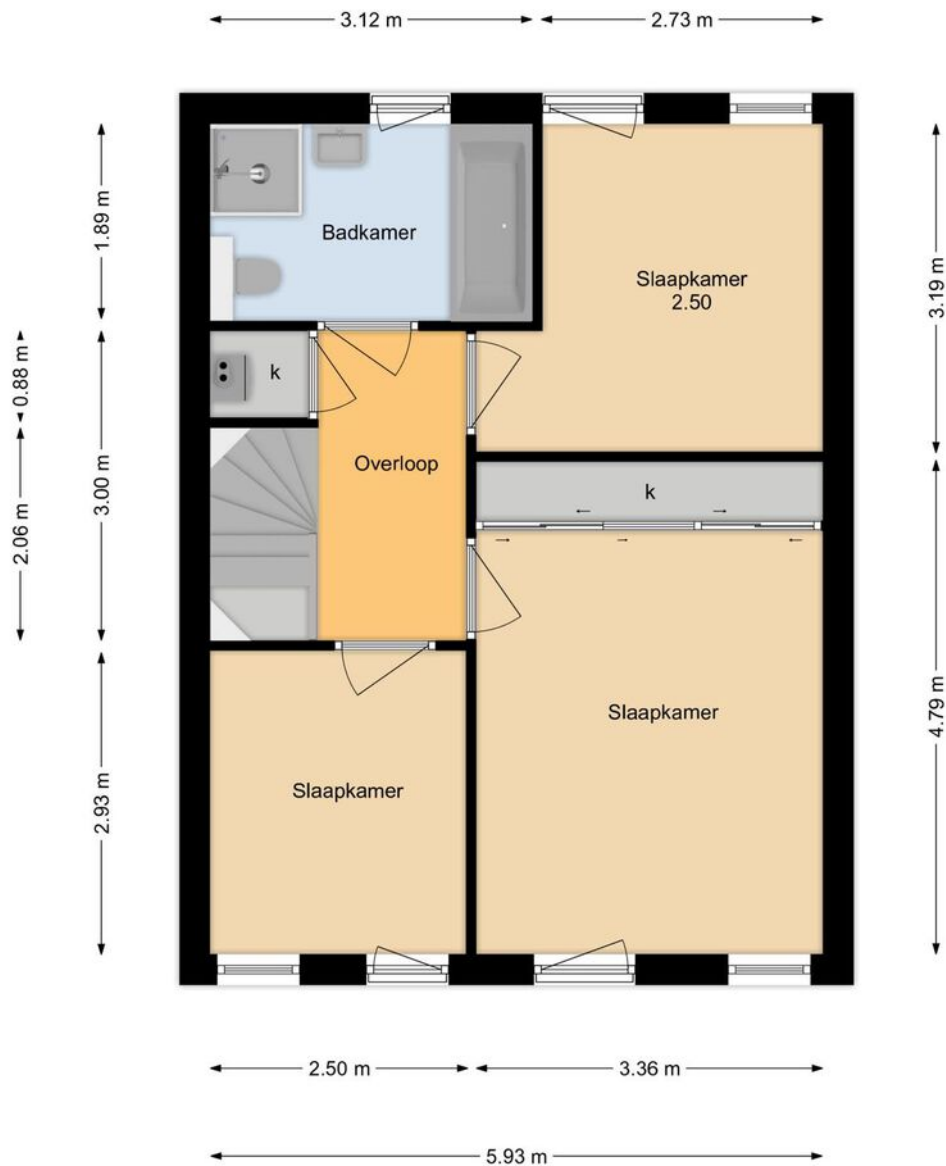 3.12 m
2.73 m
1.89 m
Badkamer
Slaapkamer
2.50
3.19 m
0.88 m
k
Overloop
3.00 m
2.06 m
k
Slaapkamer
4.79 m
Slaapkamer
2.93 m
2.50 m
3.36 m
5.93 m